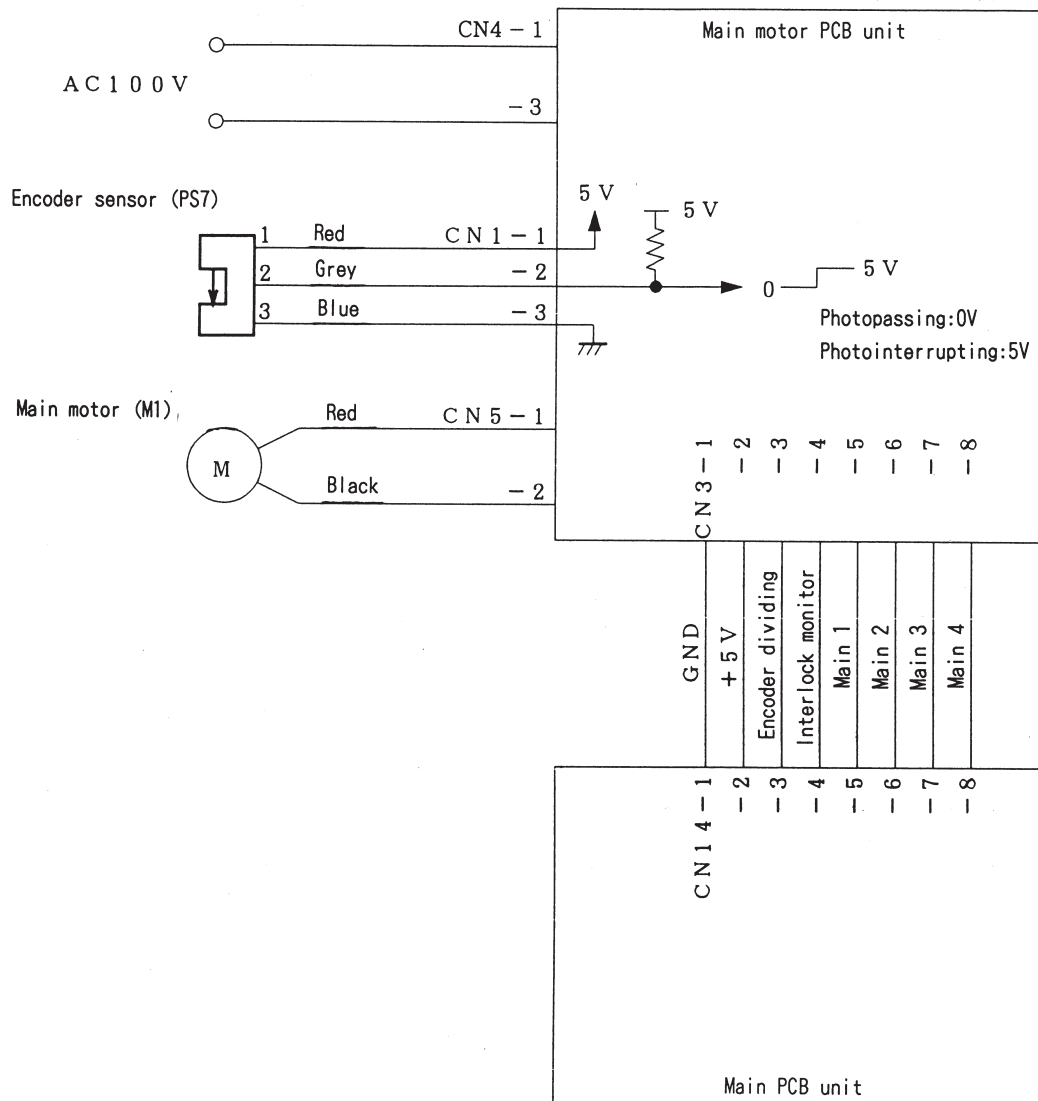 Main motor PCB unit
CN4-1
AC100V
-3
Encoder sensor (PS7)
5V
5V
1 Red CN1-1
2 Grey -2
0 5V
3 Blue -3
Photopassing:0V
Photointerrupting:5V
Main motor (M1)
Red CN5-1
M
Black -2
CN3-1
-2
-3
-4
-5
-6
-7
-8
GND
+5V
Encoder dividing
Interlock monitor
Main 1
Main 2
Main 3
Main 4
CN14-1
-2
-3
-4
-5
-6
-7
-8
Main PCB unit